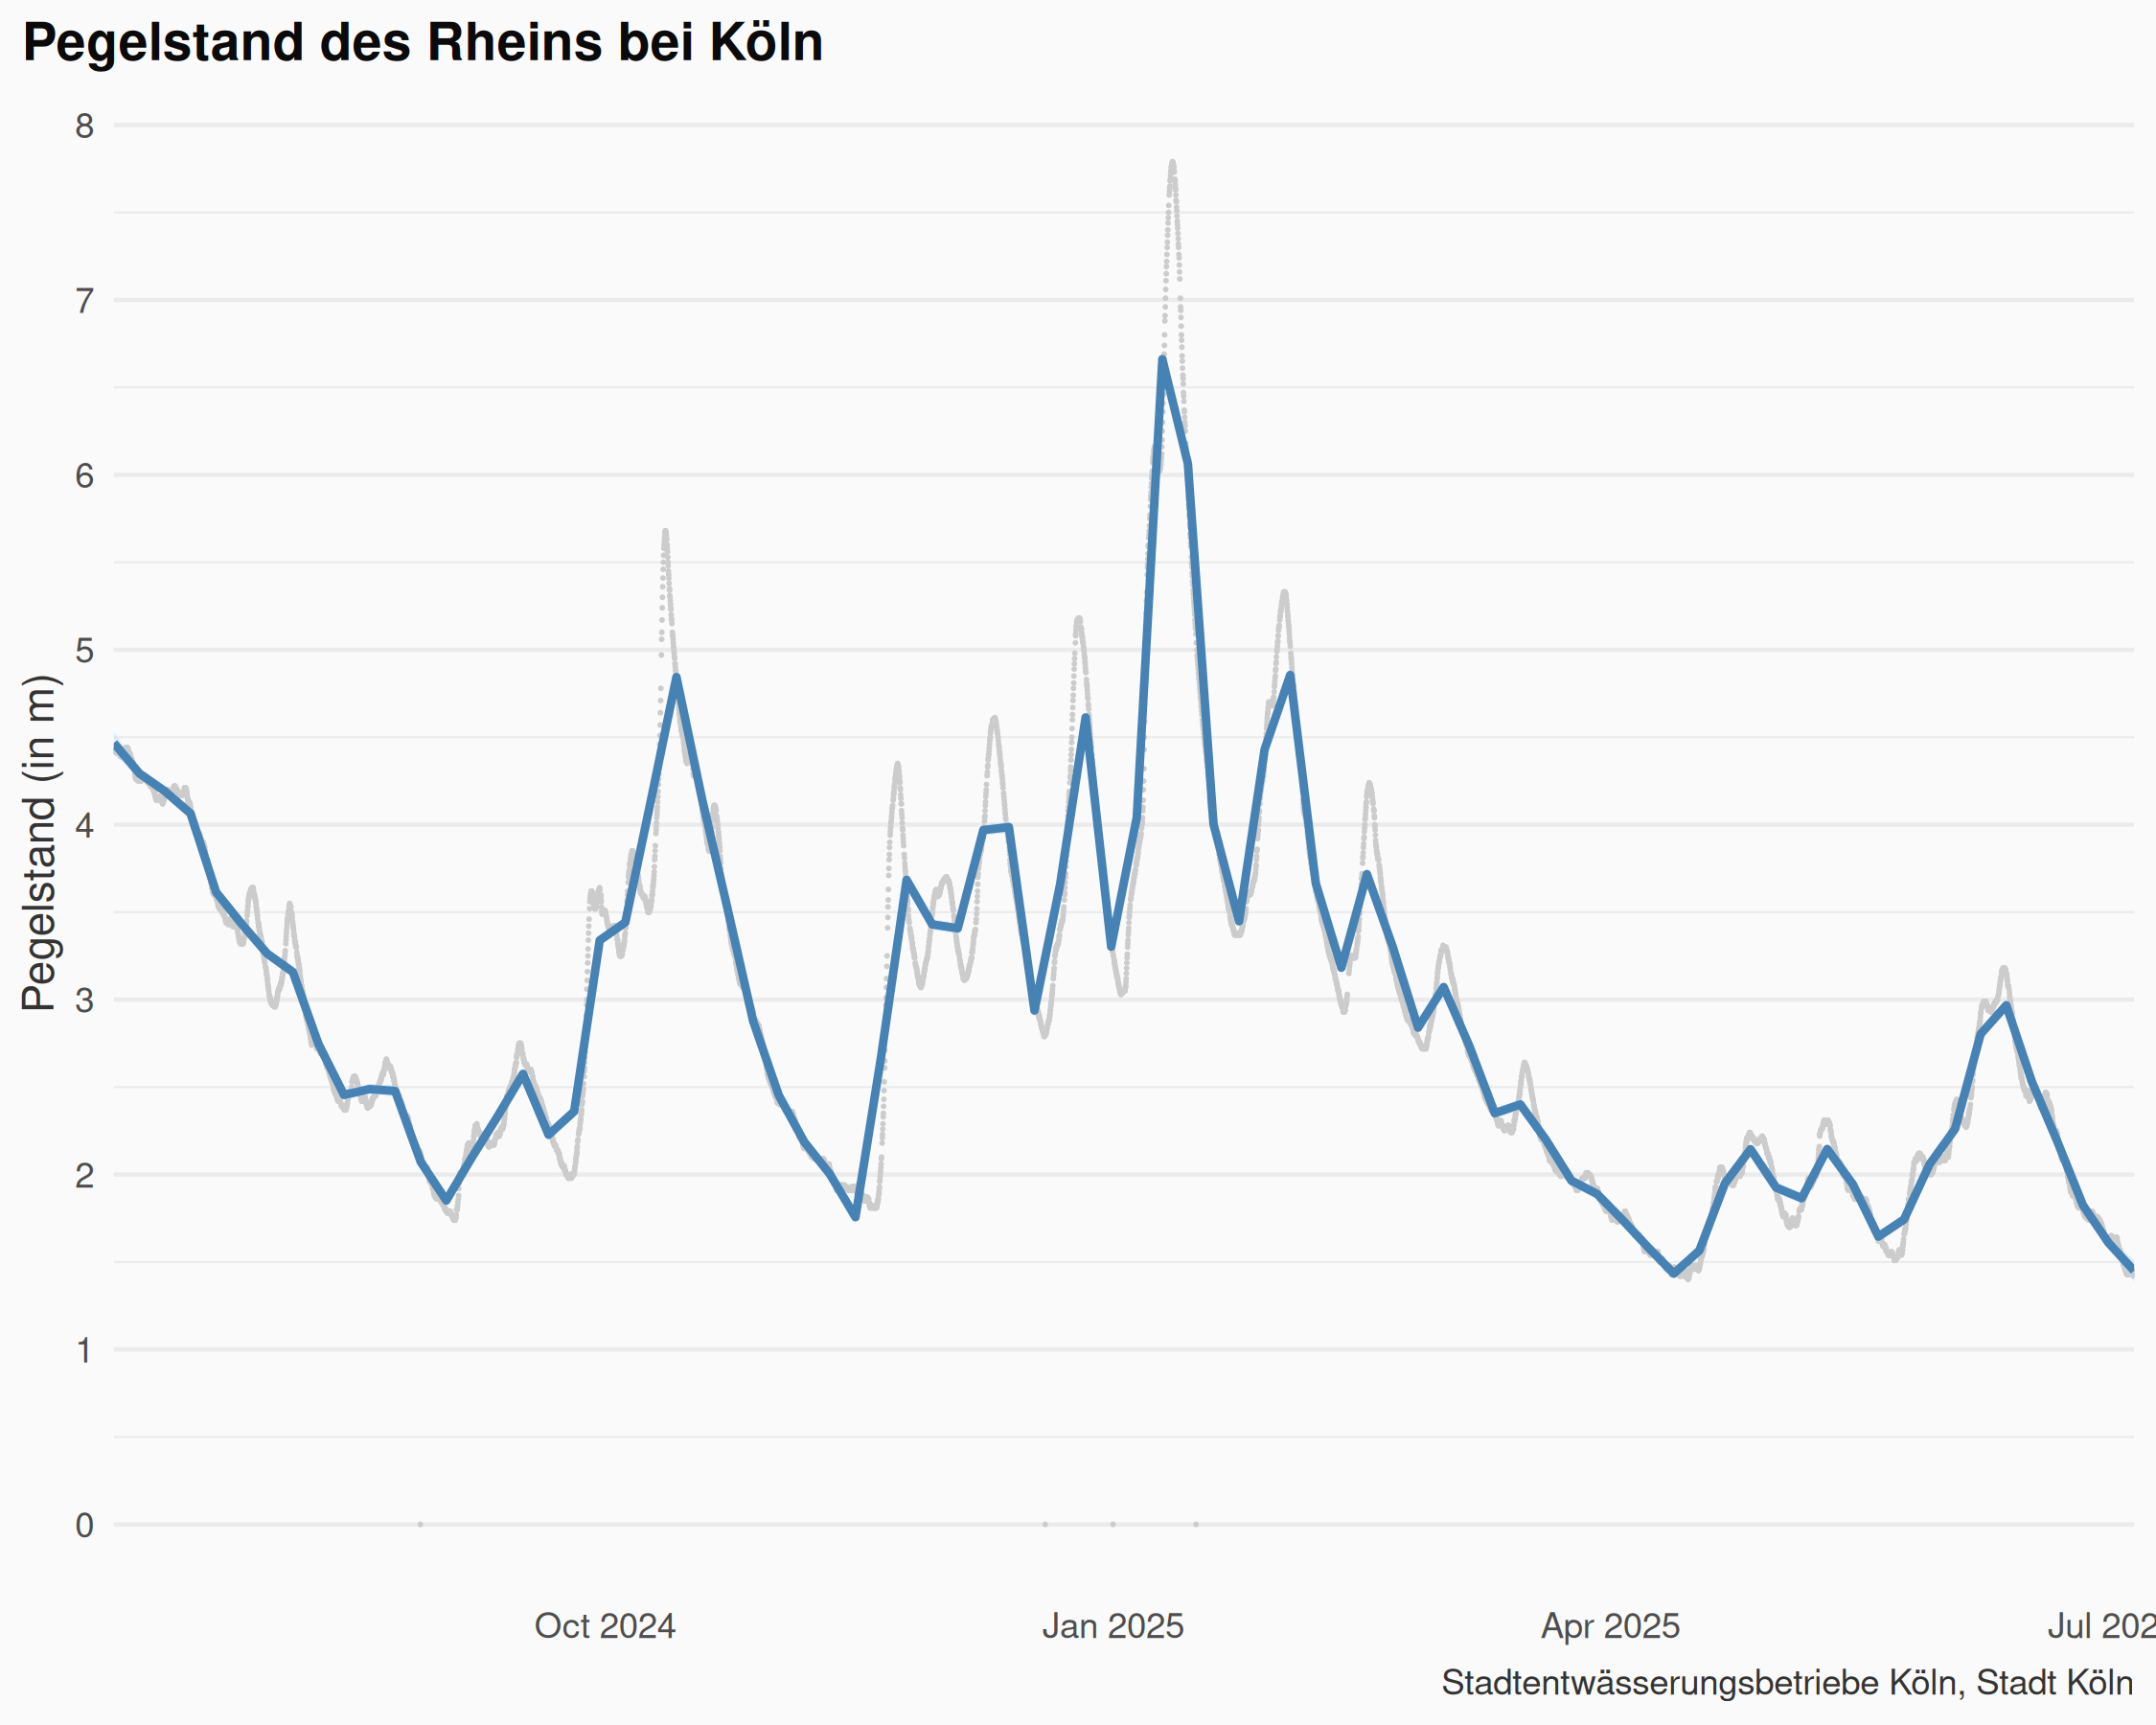 Pegelstand des Rheins bei Köln
Pegelstand (in m)
8
7
6
5
4
3
2
1
0
Oct 2024
Jan 2025
Apr 2025
Jul 202
Stadtentwässerungsbetriebe Köln, Stadt Köln